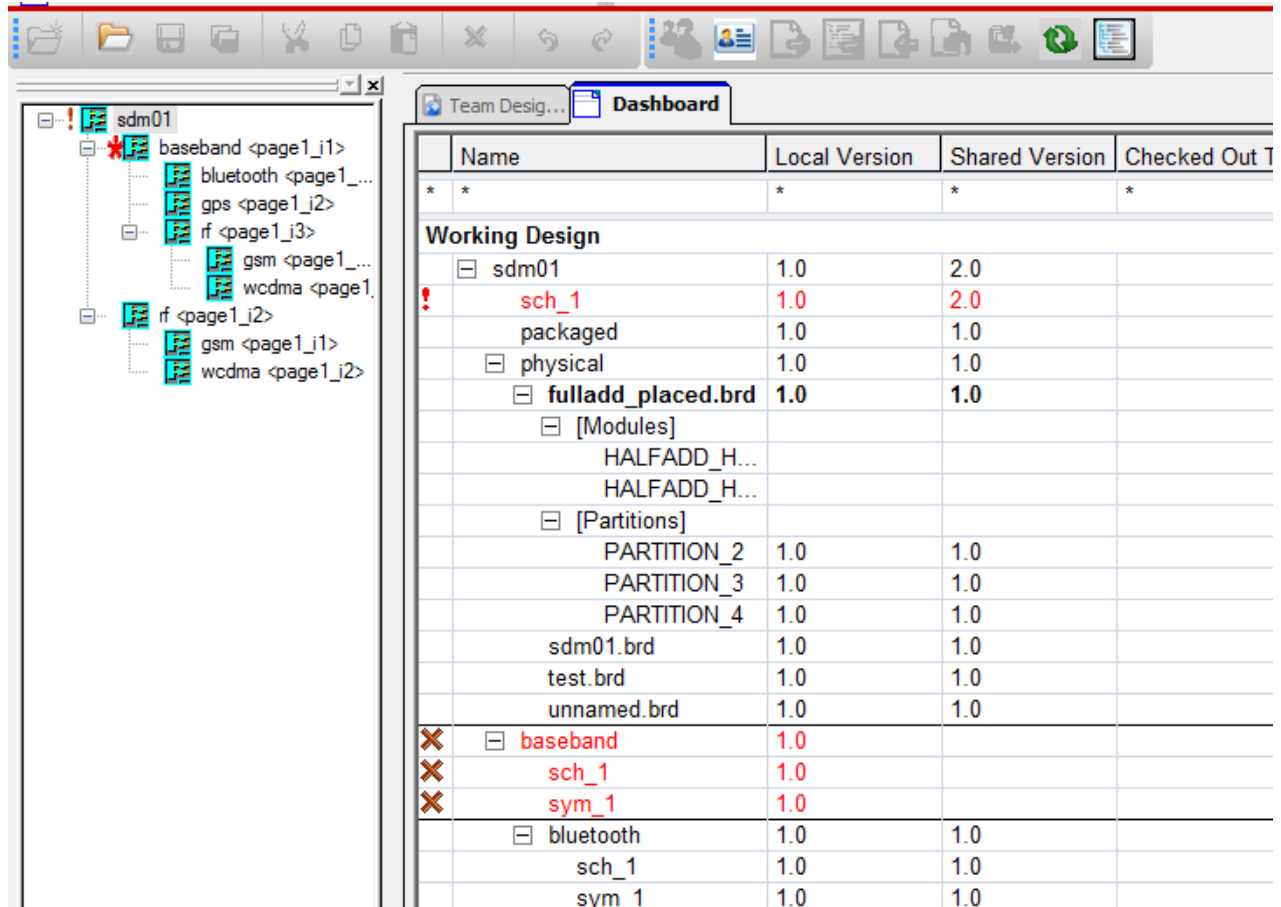 sdm01
baseband <page1_i1>
bluetooth <page1_...
gps <page1_i2>
rf <page1_i3>
gsm <page1_...
wcdma <page1
rf <page1_i2>
gsm <page1_i1>
wcdma <page1_i2>
Team Desig... Dashboard
Name Local Version Shared Version Checked Out T
* * * * *
Working Design
sdm01 1.0 2.0
! sch_1 1.0 2.0
packaged 1.0 1.0
physical 1.0 1.0
fulladd_placed.brd 1.0 1.0
[Modules]
HALFADD_H...
HALFADD_H...
[Partitions]
PARTITION_2 1.0 1.0
PARTITION_3 1.0 1.0
PARTITION_4 1.0 1.0
sdm01.brd 1.0 1.0
test.brd 1.0 1.0
unnamed.brd 1.0 1.0
baseband 1.0
sch_1 1.0
sym_1 1.0
bluetooth 1.0 1.0
sch_1 1.0 1.0
sym_1 1.0 1.0